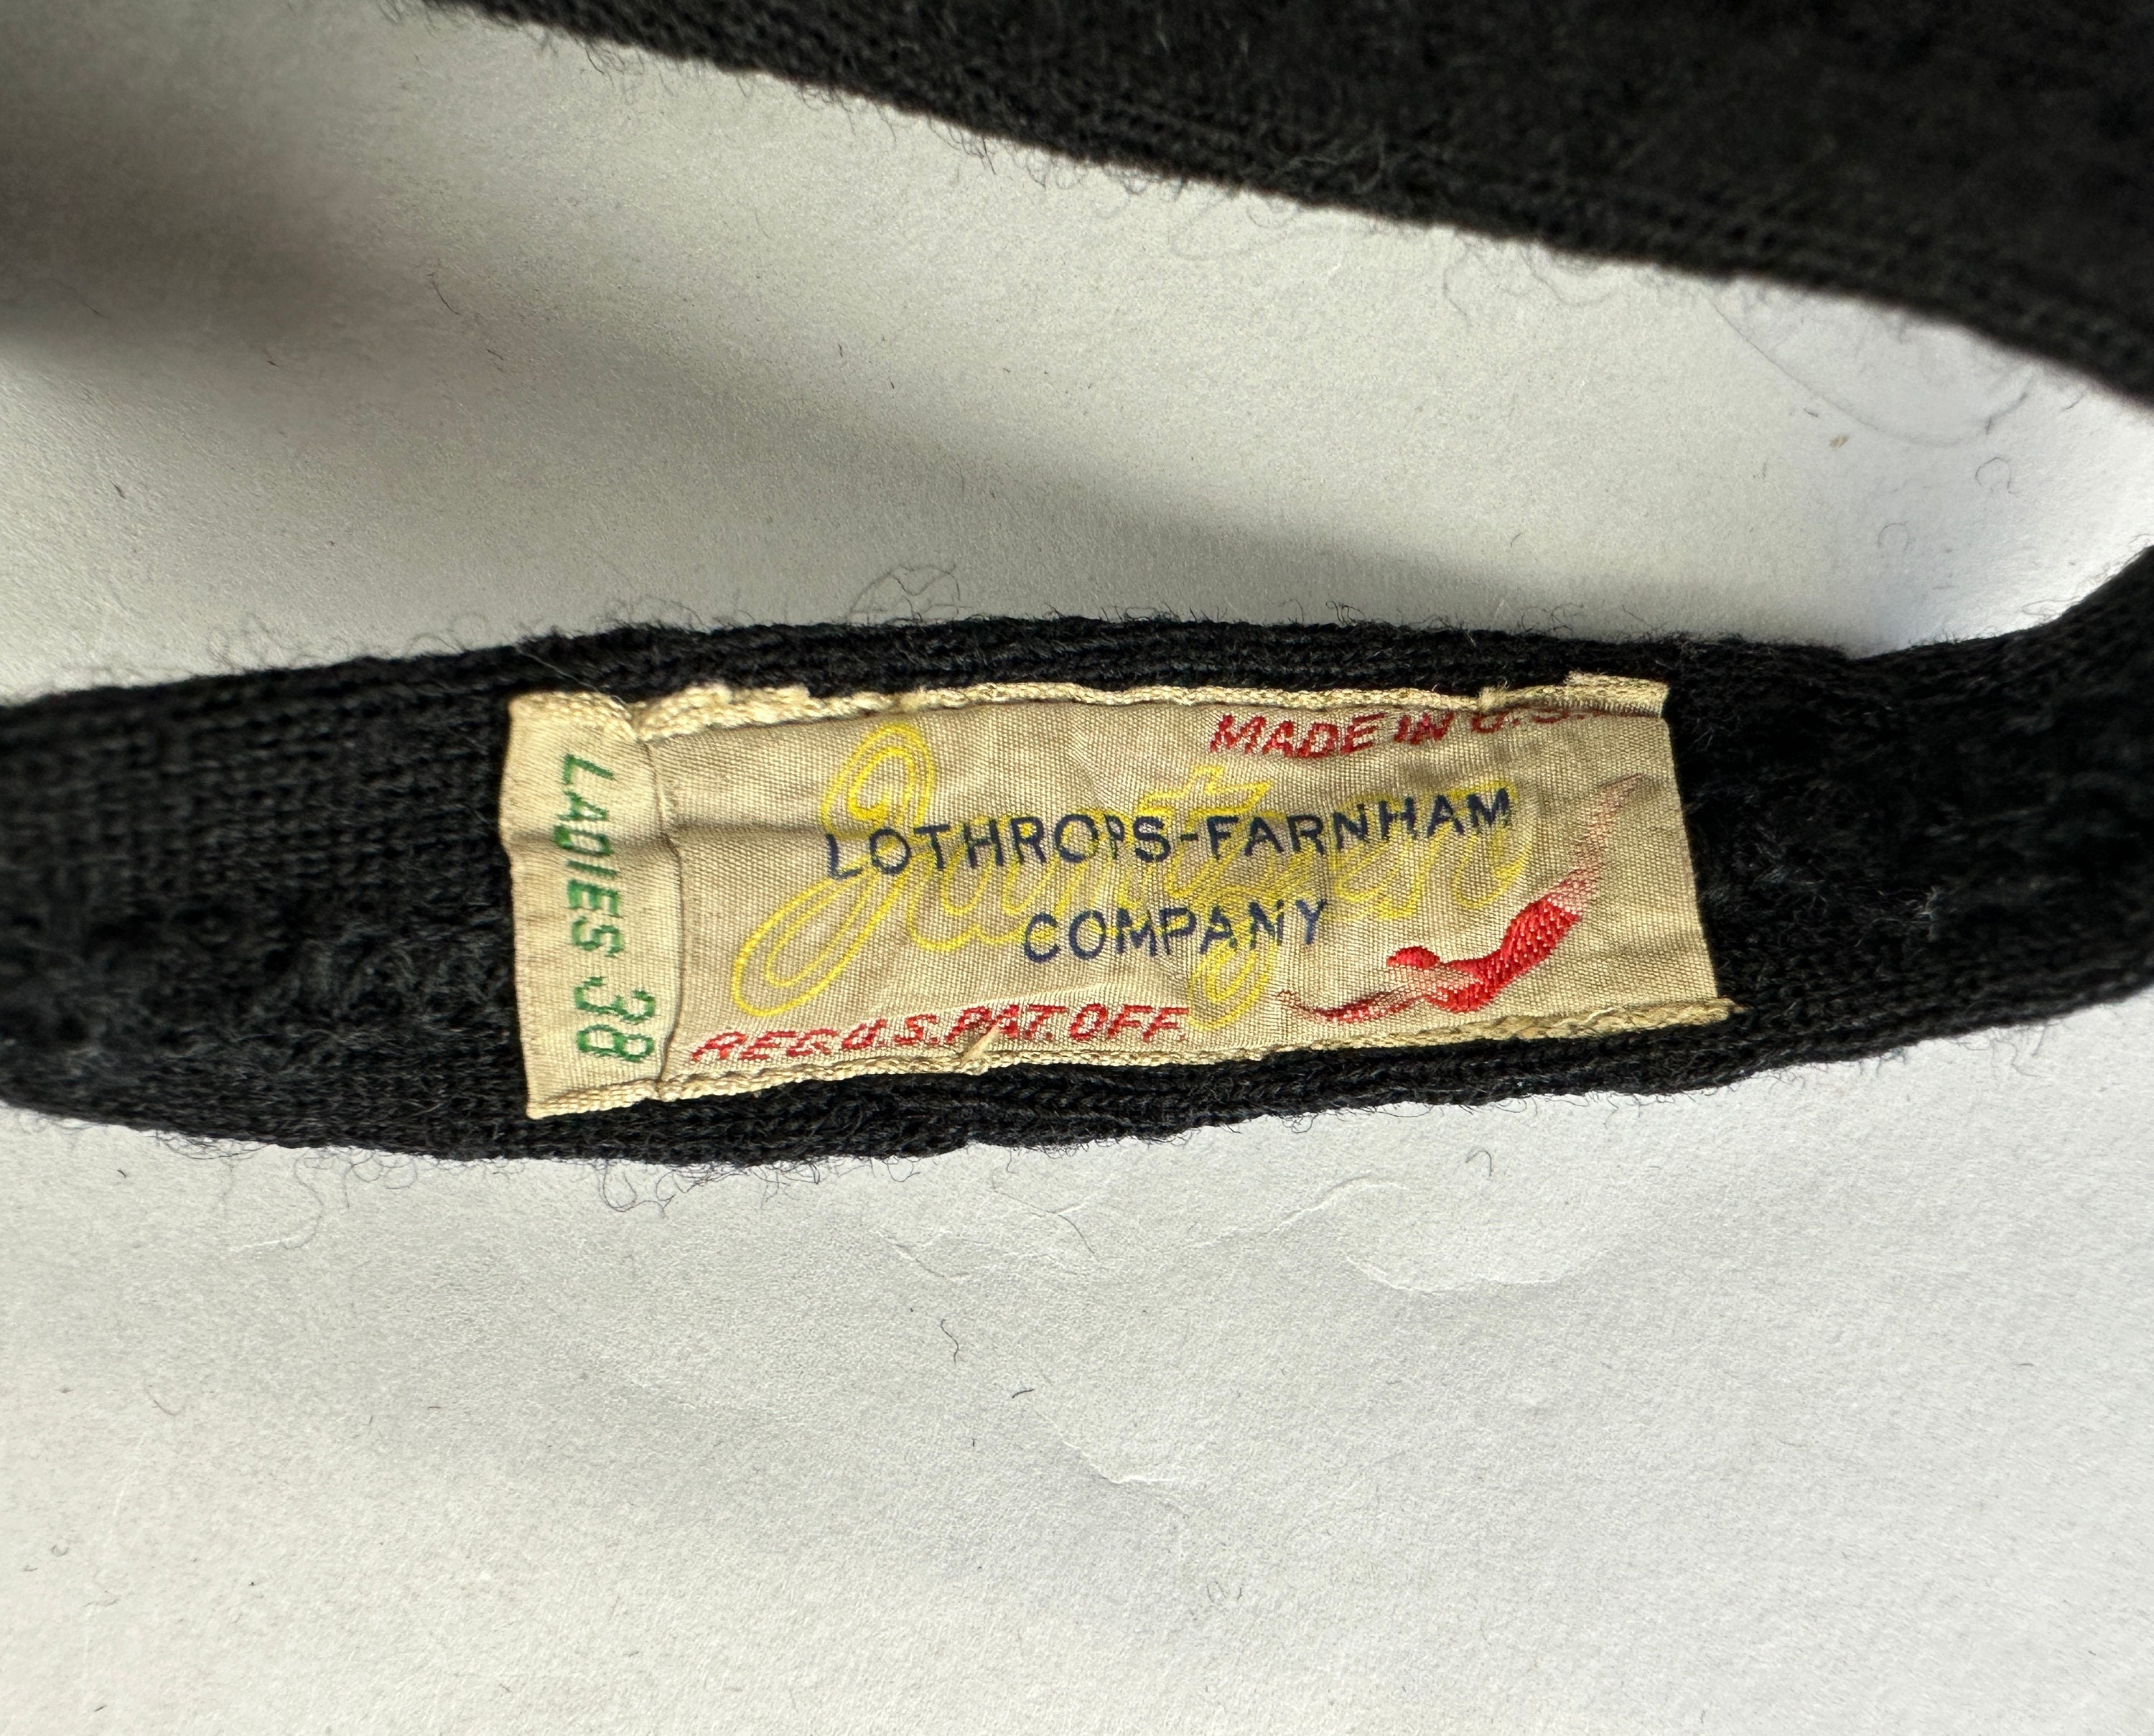 LADIES 38
MADE IN U.S.
Jantzen
LOTHROPS-FARNHAM
COMPANY
REG.U.S.PAT.OFF.